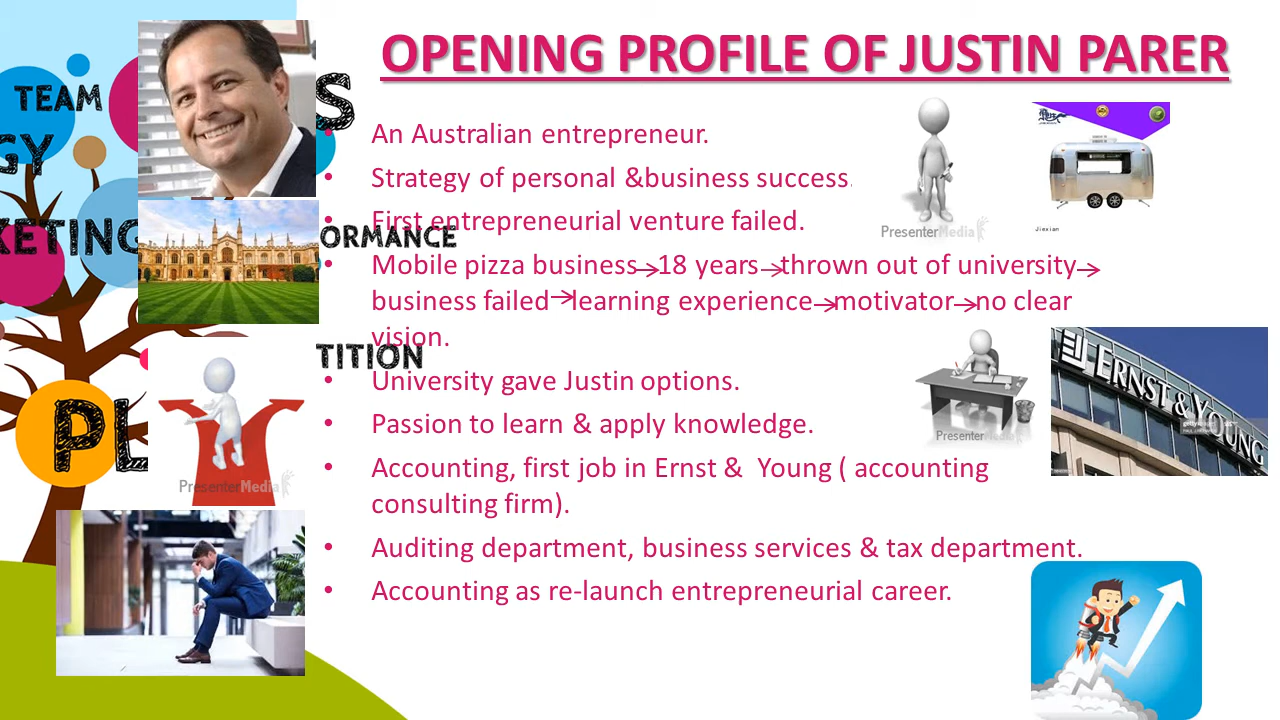 OPENING PROFILE OF JUSTIN PARER
TEAM
S
GY
KETING
ORMANCE
TITION
PL
• An Australian entrepreneur.
• Strategy of personal &business success.
• First entrepreneurial venture failed.
• Mobile pizza business→18 years→thrown out of university→
business failed→learning experience→motivator→no clear
vision.
• University gave Justin options.
• Passion to learn & apply knowledge.
• Accounting, first job in Ernst & Young ( accounting
consulting firm).
• Auditing department, business services & tax department.
• Accounting as re-launch entrepreneurial career.
PresenterMedia
Jiexian
PresenterMedia
ERNST & YOUNG
gettyimages
PresenterMedia